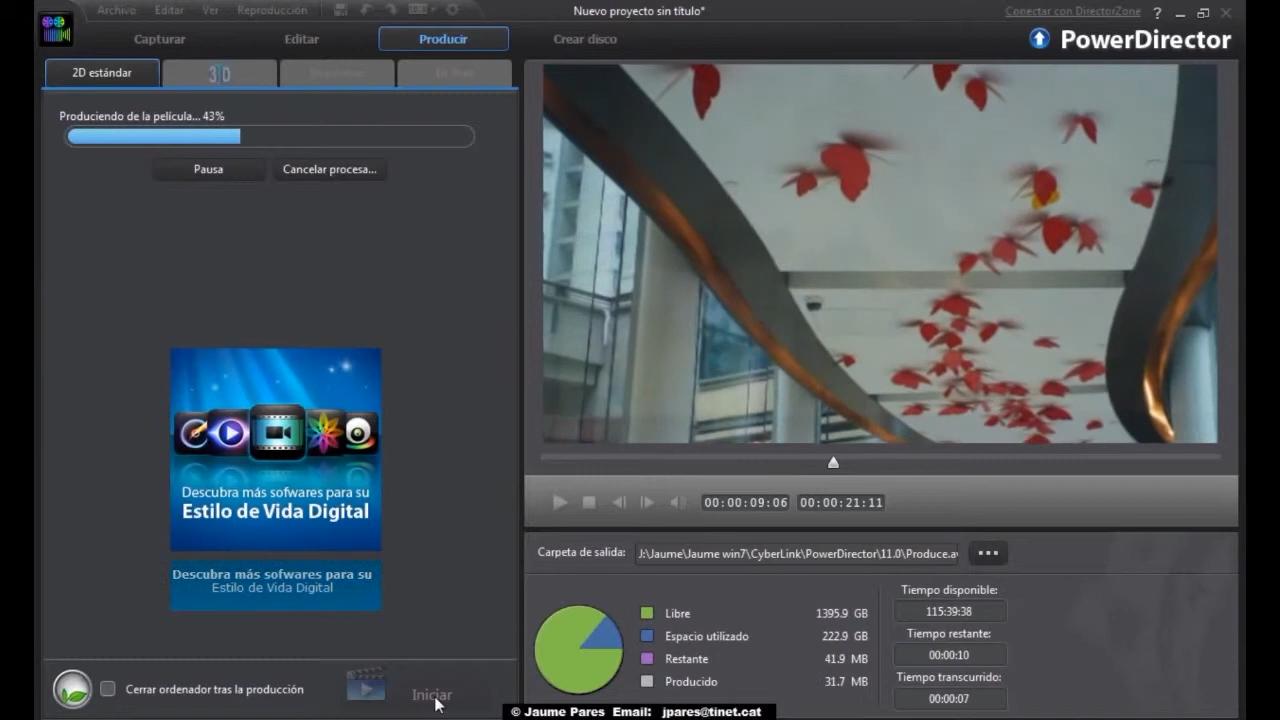 Archivo Editar Ver Reproducción
Nuevo proyecto sin título*
Conectar con DirectorZone
?
Capturar
Editar
Producir
Crear disco
PowerDirector
2D estándar
3D
Produciendo de la película... 43%
Pausa
Cancelar procesa...
Descubra más sofwares para su
Estilo de Vida Digital
Descubra más sofwares para su
Estilo de Vida Digital
Cerrar ordenador tras la producción
Iniciar
00:00:09:06
00:00:21:11
Carpeta de salida: J:\Jaume\Jaume win7\CyberLink\PowerDirector\11.0\Produce.av
Libre 1395.9 GB
Espacio utilizado 222.9 GB
Restante 41.9 MB
Producido 31.7 MB
Tiempo disponible:
115:39:38
Tiempo restante:
00:00:10
Tiempo transcurrido:
00:00:07
© Jaume Pares Email: jpares@tinet.cat